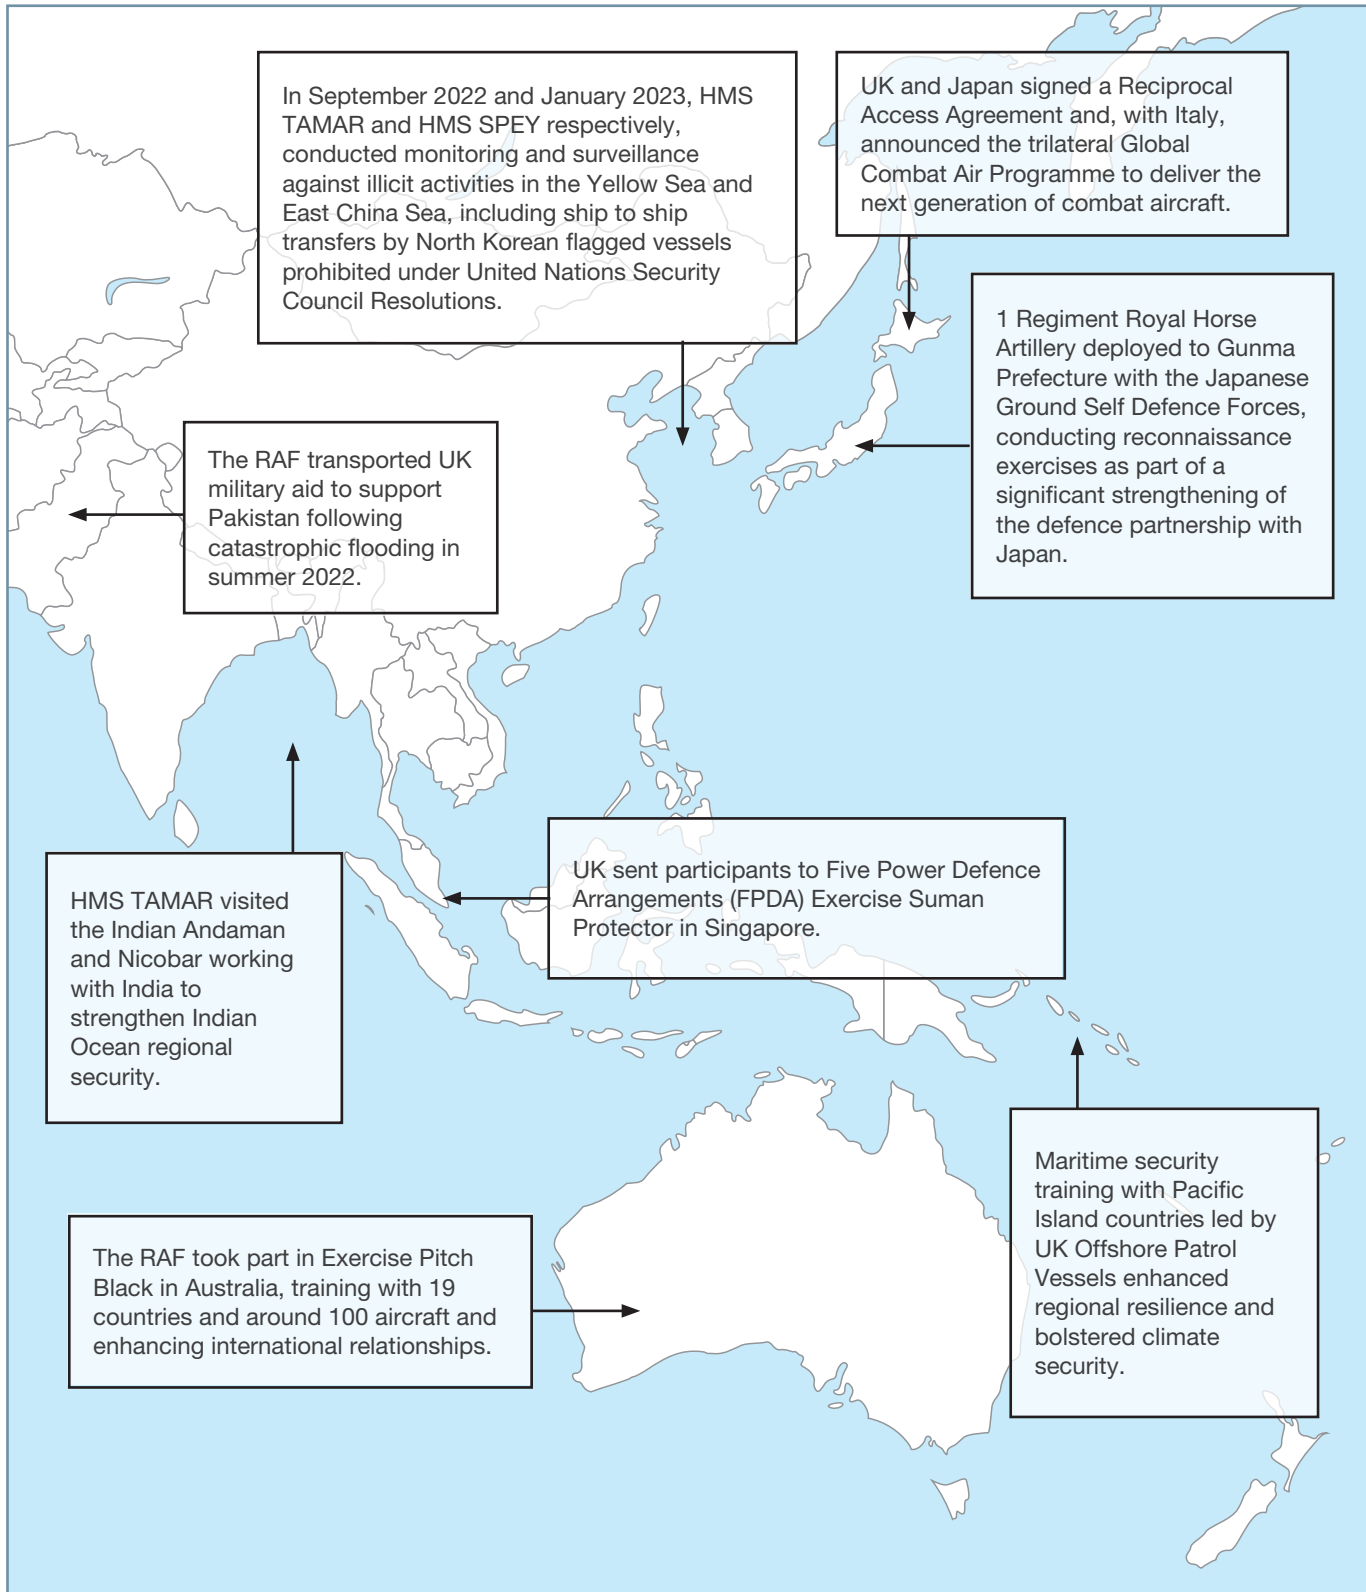 In September 2022 and January 2023, HMS
TAMAR and HMS SPEY respectively,
conducted monitoring and surveillance
against illicit activities in the Yellow Sea and
East China Sea, including ship to ship
transfers by North Korean flagged vessels
prohibited under United Nations Security
Council Resolutions.
UK and Japan signed a Reciprocal
Access Agreement and, with Italy,
announced the trilateral Global
Combat Air Programme to deliver the
next generation of combat aircraft.
1 Regiment Royal Horse
Artillery deployed to Gunma
Prefecture with the Japanese
Ground Self Defence Forces,
conducting reconnaissance
exercises as part of a
significant strengthening of
the defence partnership with
Japan.
The RAF transported UK
military aid to support
Pakistan following
catastrophic flooding in
summer 2022.
HMS TAMAR visited
the Indian Andaman
and Nicobar working
with India to
strengthen Indian
Ocean regional
security.
UK sent participants to Five Power Defence
Arrangements (FPDA) Exercise Suman
Protector in Singapore.
Maritime security
training with Pacific
Island countries led by
UK Offshore Patrol
Vessels enhanced
regional resilience and
bolstered climate
security.
The RAF took part in Exercise Pitch
Black in Australia, training with 19
countries and around 100 aircraft and
enhancing international relationships.